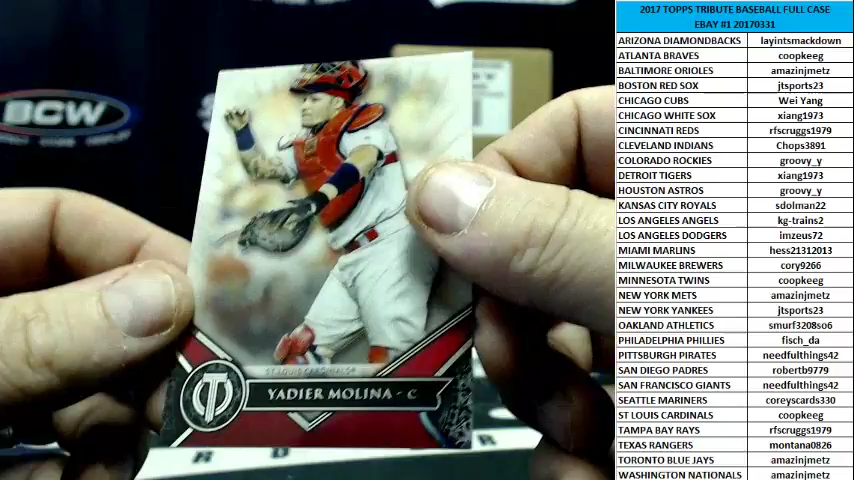 BCW
ST. LOUIS CARDINALS®
YADIER MOLINA - C
2017 TOPPS TRIBUTE BASEBALL FULL CASE
EBAY #1 20170331
ARIZONA DIAMONDBACKS layintsmackdown
ATLANTA BRAVES coopkeeg
BALTIMORE ORIOLES amazinjmetz
BOSTON RED SOX jtsports23
CHICAGO CUBS Wei Yang
CHICAGO WHITE SOX xiang1973
CINCINNATI REDS rfscruggs1979
CLEVELAND INDIANS Chops3891
COLORADO ROCKIES groovy_y
DETROIT TIGERS xiang1973
HOUSTON ASTROS groovy_y
KANSAS CITY ROYALS sdolman22
LOS ANGELES ANGELS kg-trains2
LOS ANGELES DODGERS imzeus72
MIAMI MARLINS hess21312013
MILWAUKEE BREWERS cory9266
MINNESOTA TWINS coopkeeg
NEW YORK METS amazinjmetz
NEW YORK YANKEES jtsports23
OAKLAND ATHLETICS smurf3208so6
PHILADELPHIA PHILLIES fisch_da
PITTSBURGH PIRATES needfulthings42
SAN DIEGO PADRES robertb9779
SAN FRANCISCO GIANTS needfulthings42
SEATTLE MARINERS coreyscards330
ST LOUIS CARDINALS coopkeeg
TAMPA BAY RAYS rfscruggs1979
TEXAS RANGERS montana0826
TORONTO BLUE JAYS amazinjmetz
WASHINGTON NATIONALS amazinjmetz